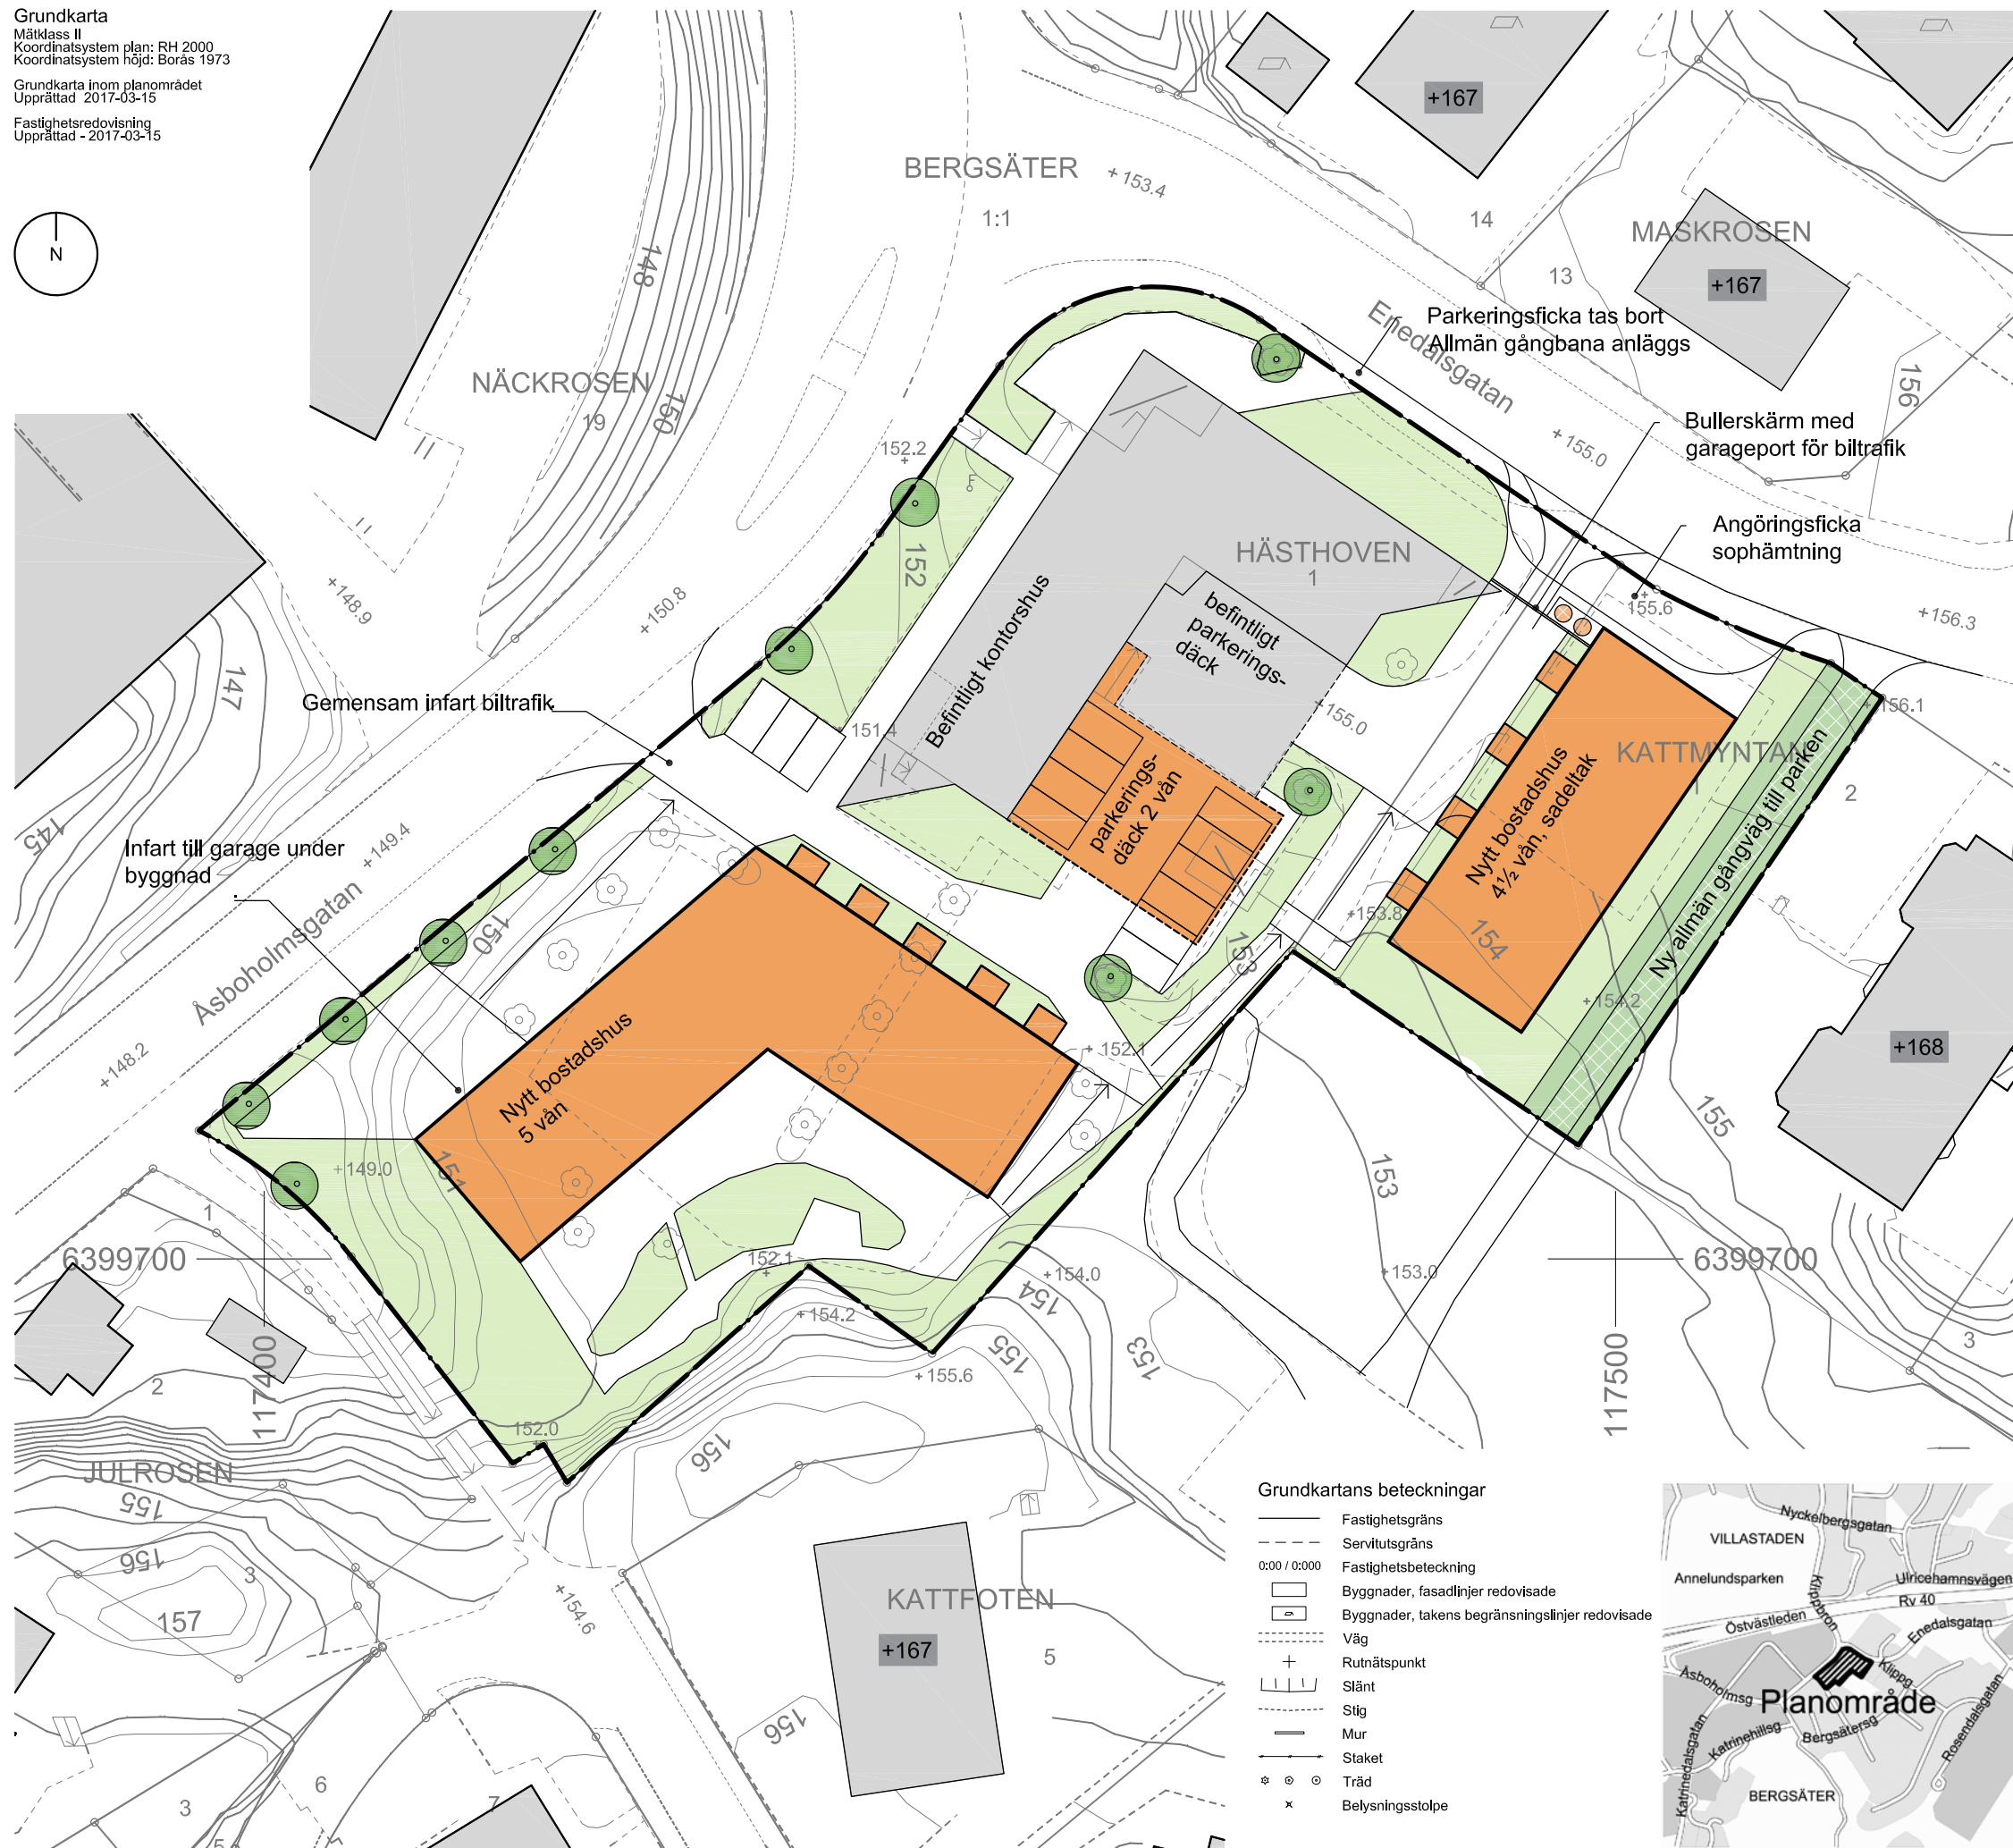 Grundkarta
Mätklass II
Koordinatsystem plan: RH 2000
Koordinatsystem höjd: Borås 1973
Grundkarta inom planområdet
Upprättad 2017-03-15
Fastighetsredovisning
Upprättad - 2017-03-15
N
+167
BERGSÄTER
1:1
+153.4
14
MASKROSEN
13
+167
148
NÄCKROSEN
19
150
Enedalsgatan
Parkeringsficka tas bort
Allmän gångbana anläggs
156
Bullerskärm med
garageport för biltrafik
+155.0
152.2
F
Angöringsficka
sophämtning
152
HÄSTHOVEN
1
+148.9
+150.8
155.6
+156.3
befintligt
parkerings-
däck
Befintligt kontorshus
147
Gemensam infart biltrafik
151.4
+155.0
156.1
KATTMYNTAN
1
2
145
+149.4
Infart till garage under
byggnad
parkerings-
däck 2 vån
Nytt bostadshus
4½ vån, sadeltak
Ny allmän gångväg till parken
150
Åsboholmsgatan
+153.8
153
154
+154.2
+148.2
+152.1
+168
Nytt bostadshus
5 vån
155
+149.0
151
153
1
6399700
152.1
+154.0
+153.0
6399700
154
+154.2
117400
155
153
117500
3
2
+155.6
152.0
156
JULROSEN
155
156
3
157
+154.6
KATTFOTEN
+167
5
156
6
3
7
5
Grundkartans beteckningar
Fastighetsgräns
Servitutsgräns
0:00 / 0:000 Fastighetsbeteckning
Byggnader, fasadlinjer redovisade
Byggnader, takens begränsningslinjer redovisade
Väg
Rutnätspunkt
Slänt
Stig
Mur
Staket
Träd
Belysningsstolpe
Nyckelbergsgatan
VILLASTADEN
Annelundsparken
Klippbron
Ulricehamnsvägen
Rv 40
Östvästleden
Enedalsgatan
Klippg
Åsboholmsg
Planområde
Katrinehillsg
Bergsätersg
Rosendalsgatan
Katrinedalsgatan
BERGSÄTER